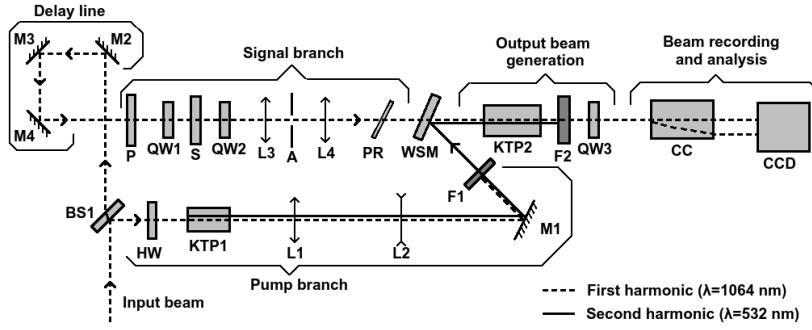 Delay line
M3
M2
M4
Signal branch
Output beam
generation
Beam recording
and analysis
P
QW1
S
QW2
L3
A
L4
PR
WSM
KTP2
F2
QW3
CC
CCD
F1
BS1
HW
KTP1
L1
L2
M1
Pump branch
Input beam
First harmonic (λ=1064 nm)
Second harmonic (λ=532 nm)